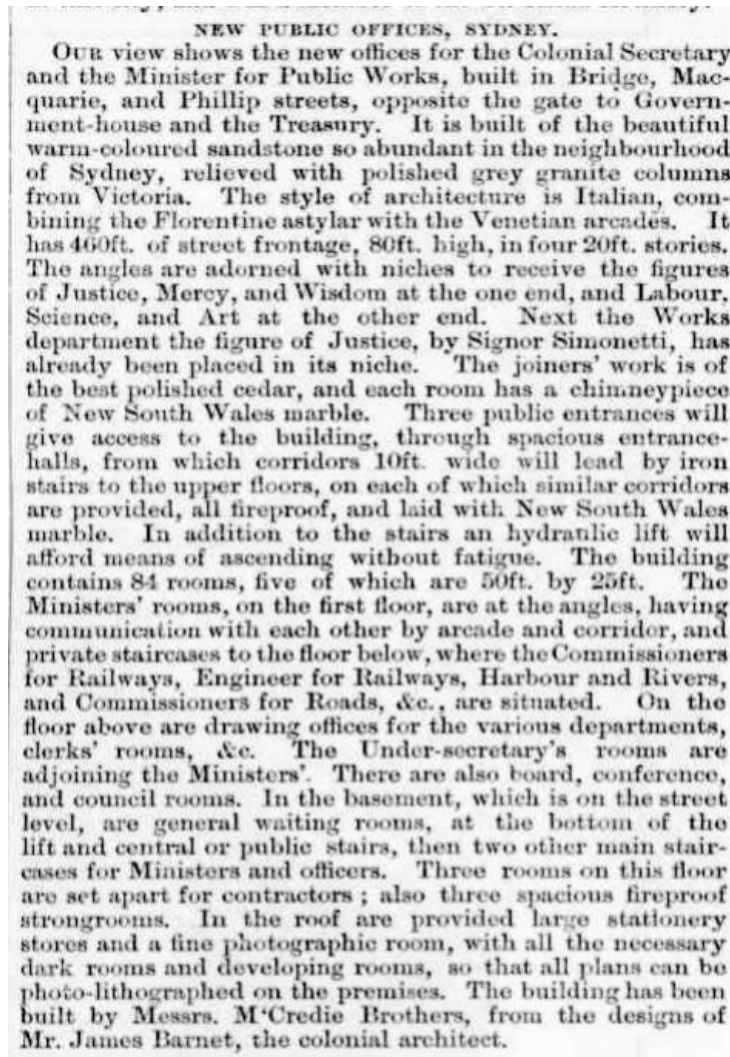 NEW PUBLIC OFFICES, SYDNEY.
OUR view shows the new offices for the Colonial Secretary
and the Minister for Public Works, built in Bridge, Mac-
quarie, and Phillip streets, opposite the gate to Govern-
ment-house and the Treasury. It is built of the beautiful
warm-coloured sandstone so abundant in the neighbourhood
of Sydney, relieved with polished grey granite columns
from Victoria. The style of architecture is Italian, com-
bining the Florentine astylar with the Venetian arcades. It
has 460ft. of street frontage, 80ft. high, in four 20ft. stories.
The angles are adorned with niches to receive the figures
of Justice, Mercy, and Wisdom at the one end, and Labour,
Science, and Art at the other end. Next the Works
department the figure of Justice, by Signor Simonetti, has
already been placed in its niche. The joiners' work is of
the best polished cedar, and each room has a chimneypiece
of New South Wales marble. Three public entrances will
give access to the building, through spacious entrance-
halls, from which corridors 10ft. wide will lead by iron
stairs to the upper floors, on each of which similar corridors
are provided, all fireproof, and laid with New South Wales
marble. In addition to the stairs an hydraulic lift will
afford means of ascending without fatigue. The building
contains 84 rooms, five of which are 50ft. by 25ft. The
Ministers' rooms, on the first floor, are at the angles, having
communication with each other by arcade and corridor, and
private staircases to the floor below, where the Commissioners
for Railways, Engineer for Railways, Harbour and Rivers,
and Commissioners for Roads, &c., are situated. On the
floor above are drawing offices for the various departments,
clerks' rooms, &c. The Under-secretary's rooms are
adjoining the Ministers'. There are also board, conference,
and council rooms. In the basement, which is on the street
level, are general waiting rooms, at the bottom of the
lift and central or public stairs, then two other main stair-
cases for Ministers and officers. Three rooms on this floor
are set apart for contractors; also three spacious fireproof
strongrooms. In the roof are provided large stationery
stores and a fine photographic room, with all the necessary
dark rooms and developing rooms, so that all plans can be
photo-lithographed on the premises. The building has been
built by Messrs. M'Credie Brothers, from the designs of
Mr. James Barnet, the colonial architect.